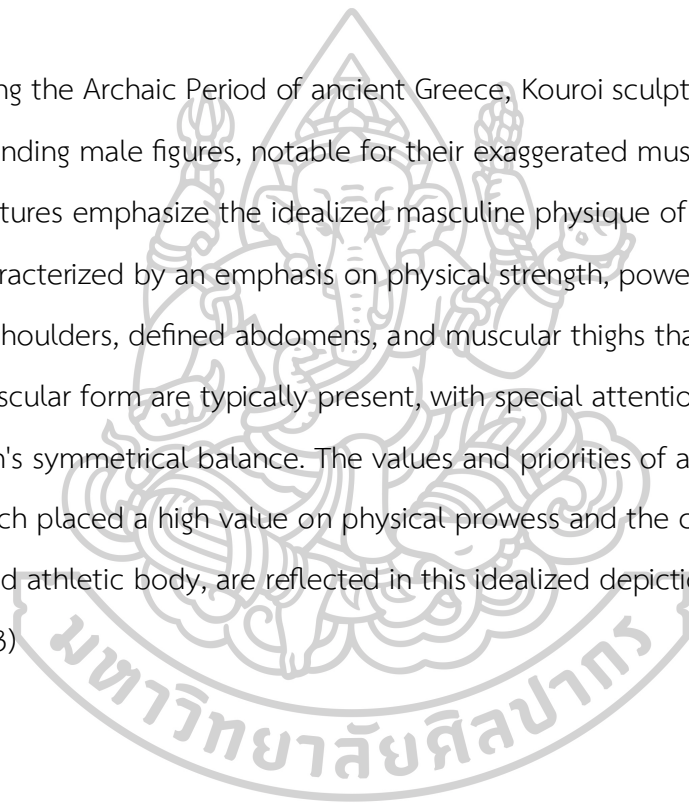 ng the Archaic Period of ancient Greece, Kouroi sculpt
nding male figures, notable for their exaggerated mus
tures emphasize the idealized masculine physique of
racterized by an emphasis on physical strength, powe
houlders, defined abdomens, and muscular thighs tha
scular form are typically present, with special attentio
n's symmetrical balance. The values and priorities of a
ch placed a high value on physical prowess and the c
d athletic body, are reflected in this idealized depictio
3)
มหาวิทยาลัยศิลปากร